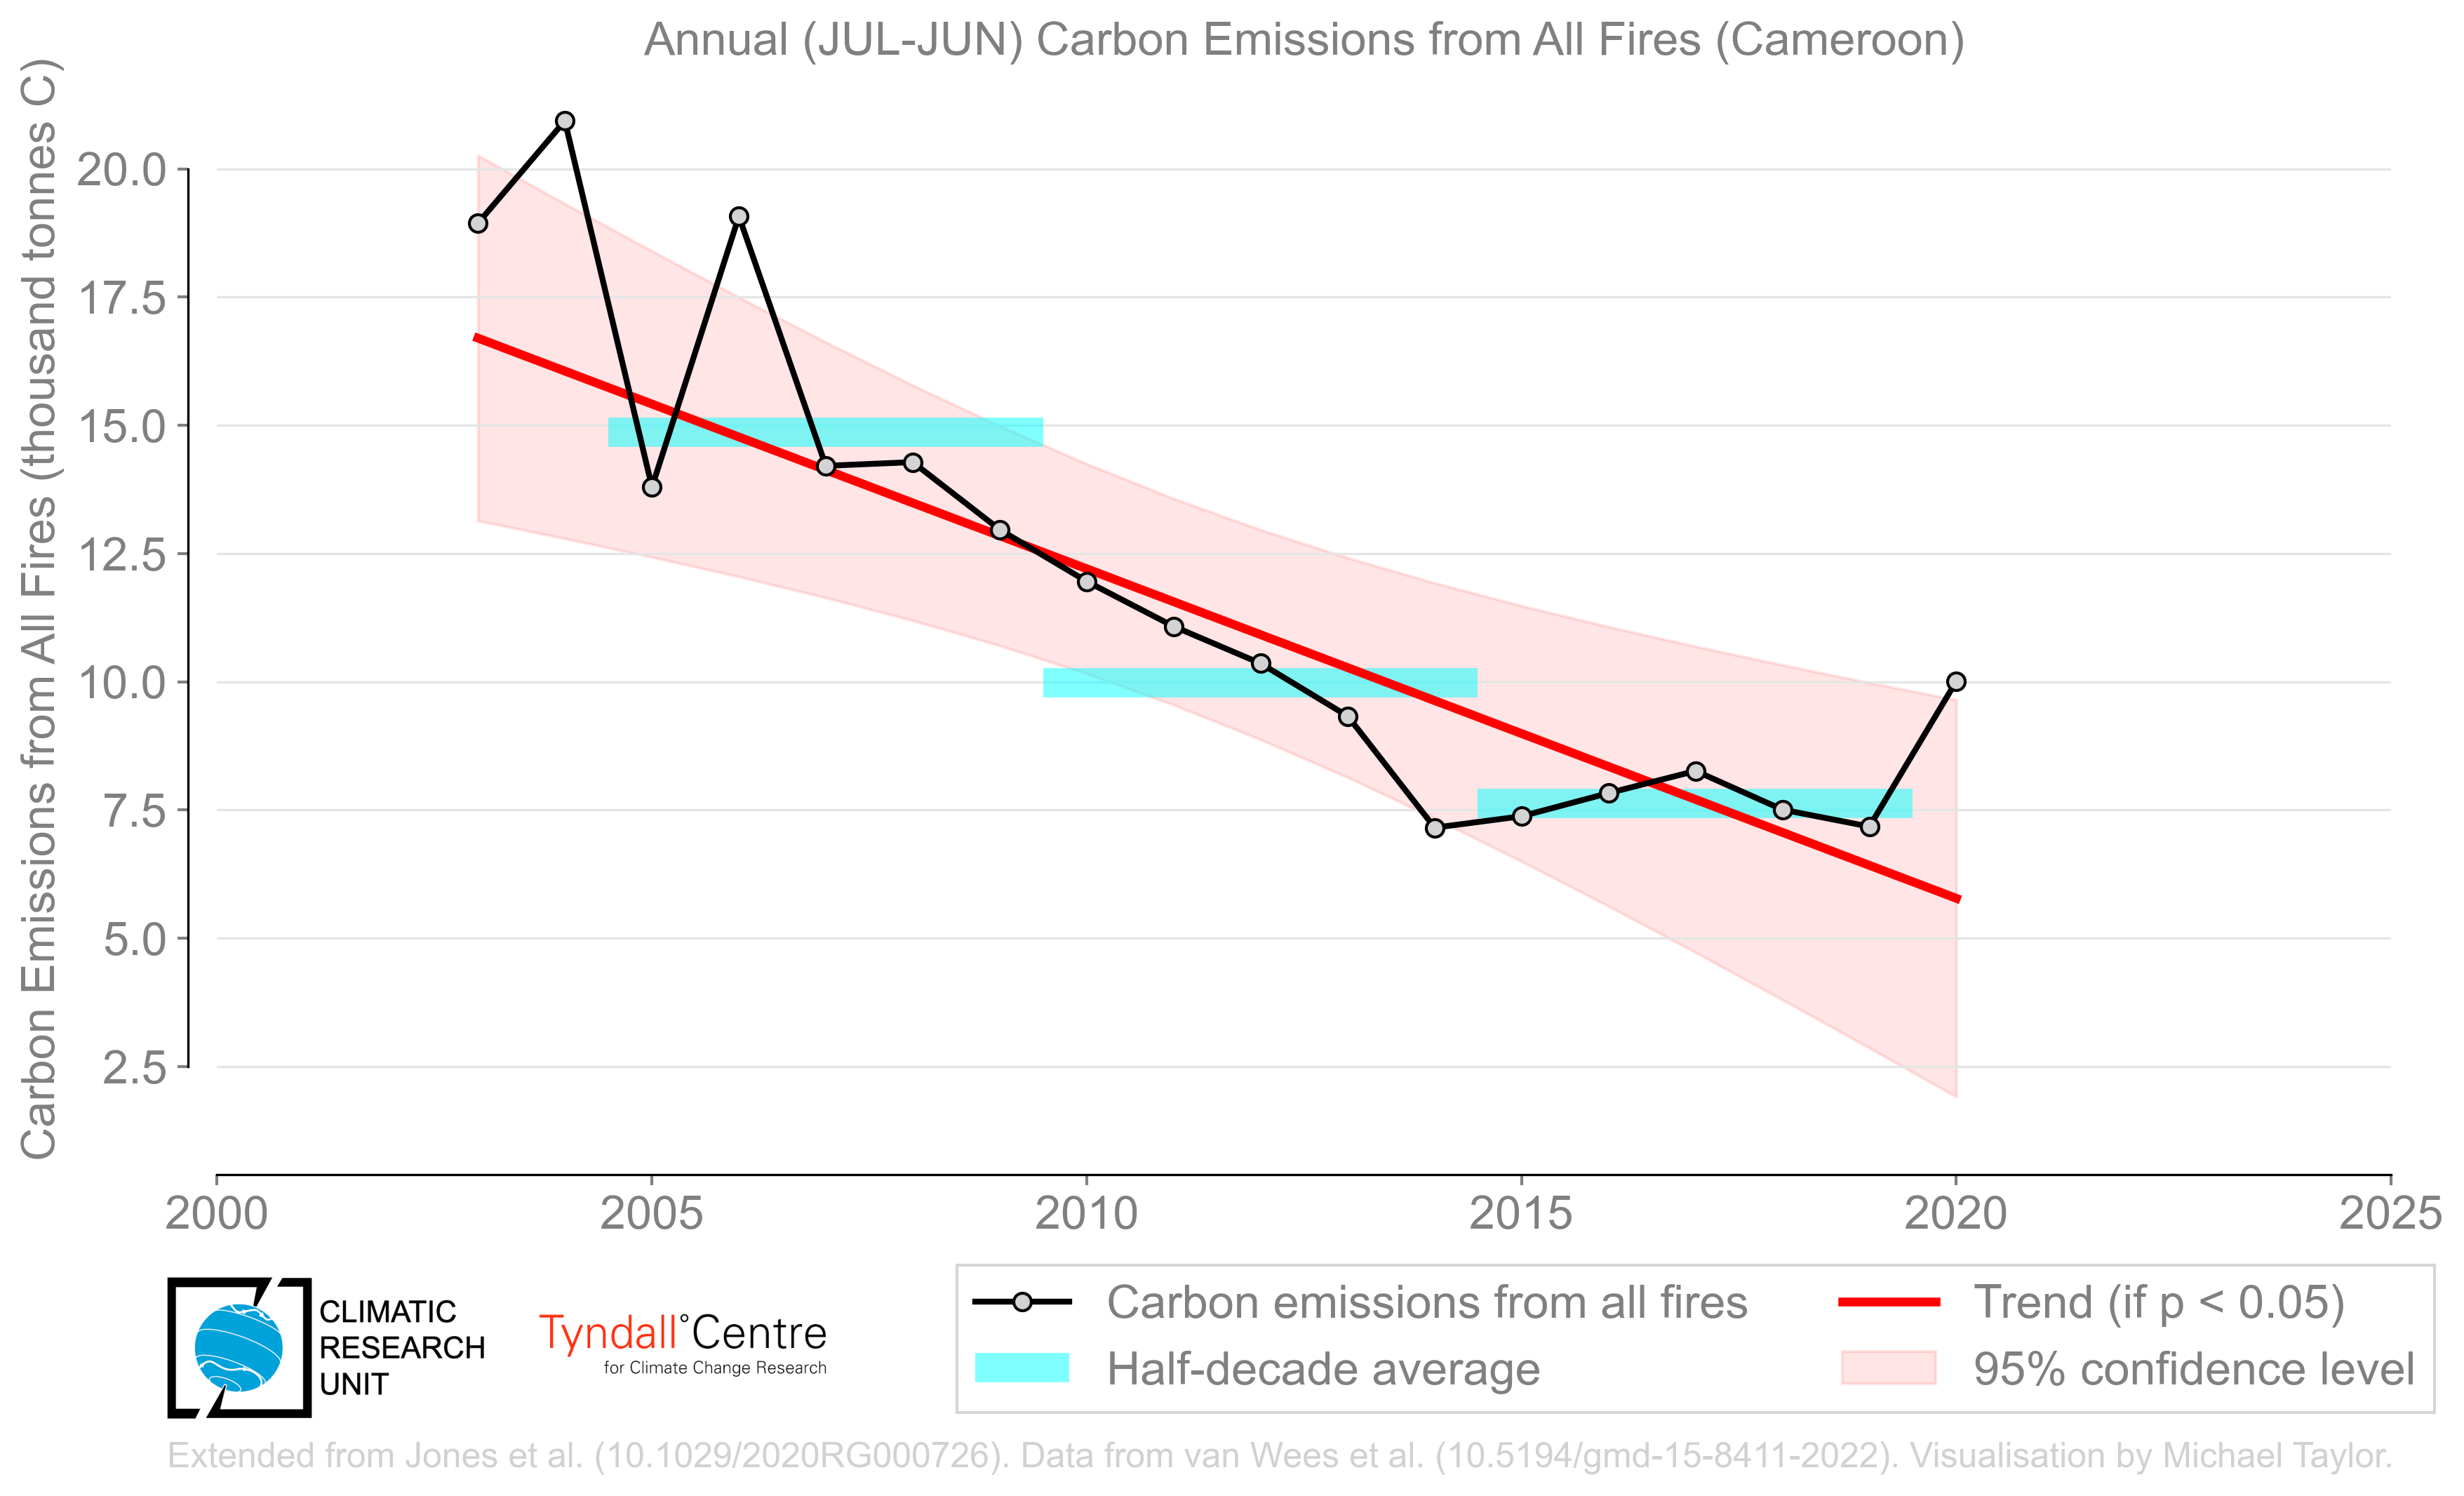 Annual (JUL-JUN) Carbon Emissions from All Fires (Cameroon)
Carbon Emissions from All Fires (thousand tonnes C)
20.0
17.5
15.0
12.5
10.0
7.5
5.0
2.5
2000
2005
2010
2015
2020
2025
CLIMATIC
RESEARCH
UNIT
Tyndall°Centre
for Climate Change Research
Carbon emissions from all fires
Half-decade average
Trend (if p < 0.05)
95% confidence level
Extended from Jones et al. (10.1029/2020RG000726). Data from van Wees et al. (10.5194/gmd-15-8411-2022). Visualisation by Michael Taylor.